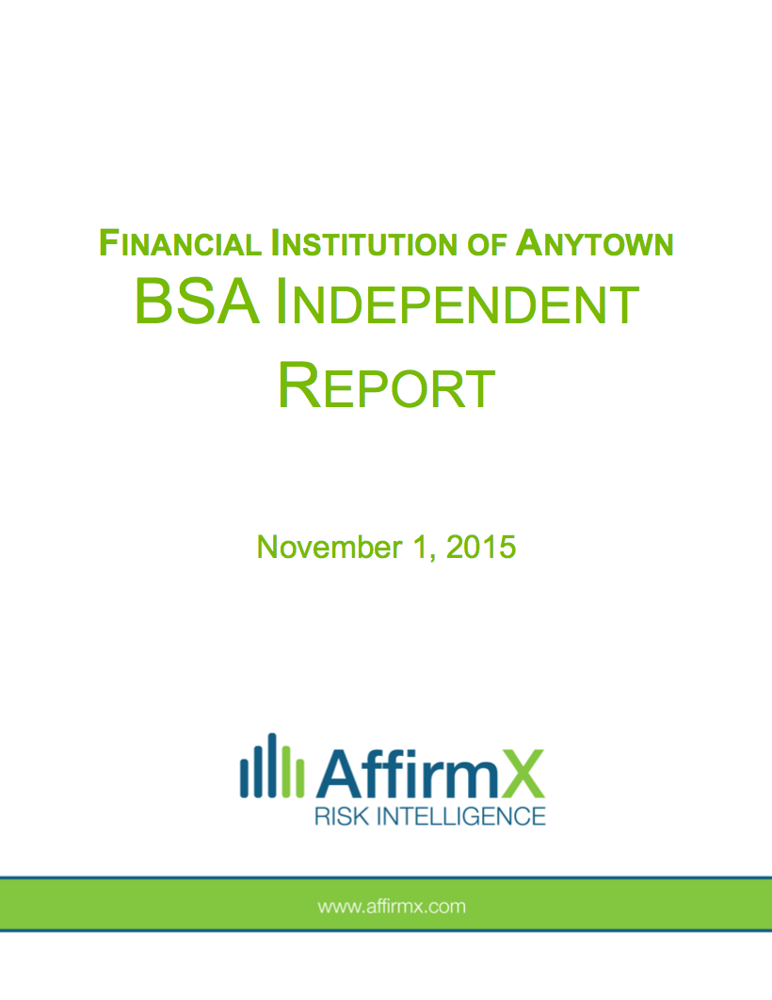 FINANCIAL INSTITUTION OF ANYTOWN
BSA INDEPENDENT
REPORT
November 1, 2015
AffirmX
RISK INTELLIGENCE
www.affirmx.com